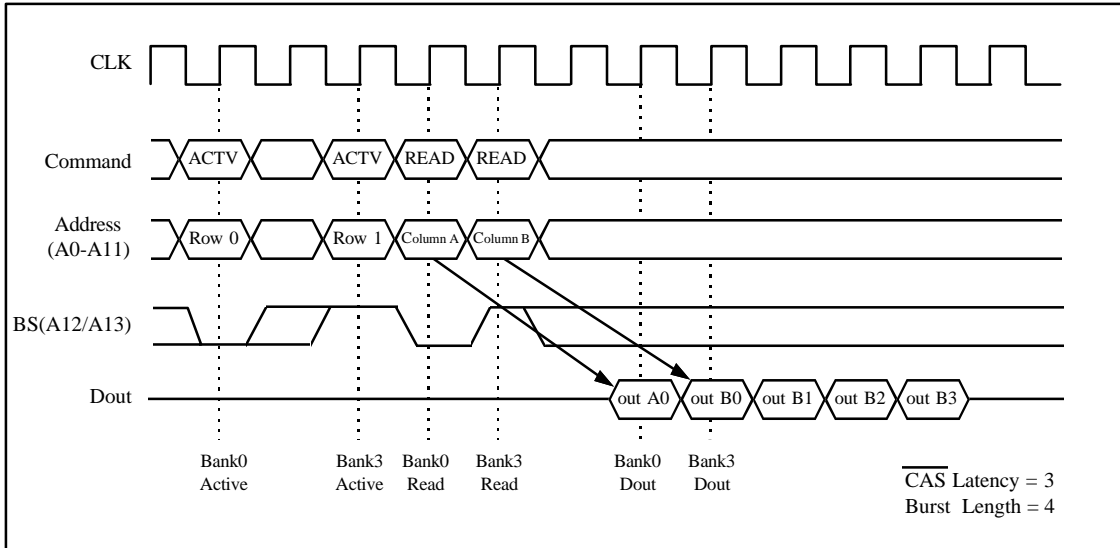 CLK
Command
ACTV
ACTV
READ
READ
Address
(A0-A11)
Row 0
Row 1
Column A
Column B
BS(A12/A13)
Dout
out A0
out B0
out B1
out B2
out B3
Bank0
Active
Bank3
Active
Bank0
Read
Bank3
Read
Bank0
Dout
Bank3
Dout
CAS Latency = 3
Burst Length = 4